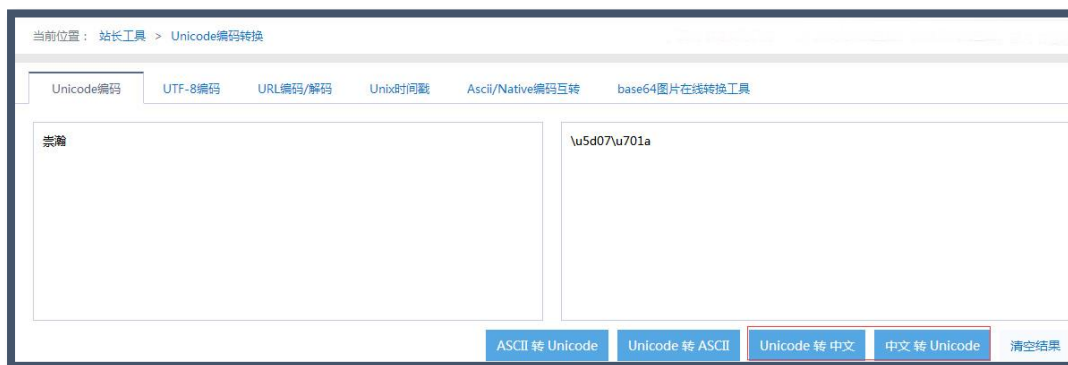 当前位置： 站长工具 > Unicode编码转换
Unicode编码 UTF-8编码 URL编码/解码 Unix时间戳 Ascii/Native编码互转 base64图片在线转换工具
崇瀚 \u5d07\u701a
ASCII 转 Unicode Unicode 转 ASCII Unicode 转 中文 中文 转 Unicode 清空结果